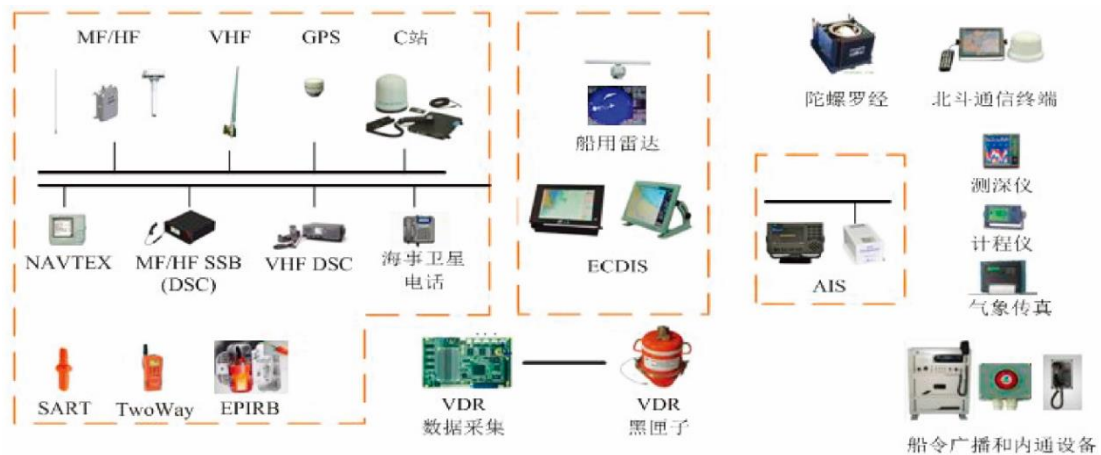 MF/HF
VHF
GPS
C站
NAVTEX
MF/HF SSB
(DSC)
VHF DSC
海事卫星
电话
SART
TwoWay
EPIRB
船用雷达
ECDIS
VDR
数据采集
VDR
黑匣子
陀螺罗经
北斗通信终端
AIS
测深仪
计程仪
气象传真
船令广播和内通设备